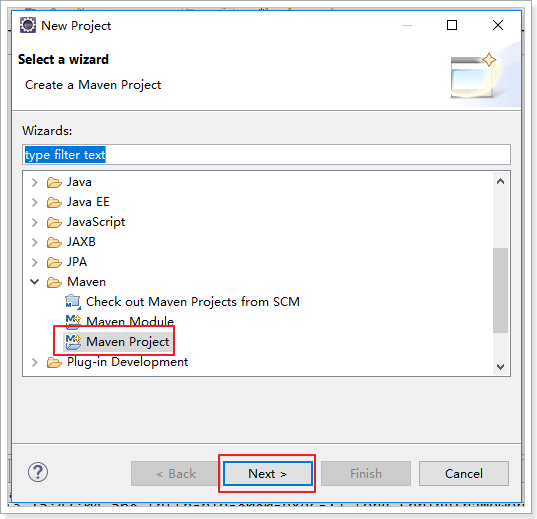 New Project
Select a wizard
Create a Maven Project
Wizards:
type filter text
Java
Java EE
JavaScript
JAXB
JPA
Maven
Check out Maven Projects from SCM
Maven Module
Maven Project
Plug-in Development
< Back
Next >
Finish
Cancel